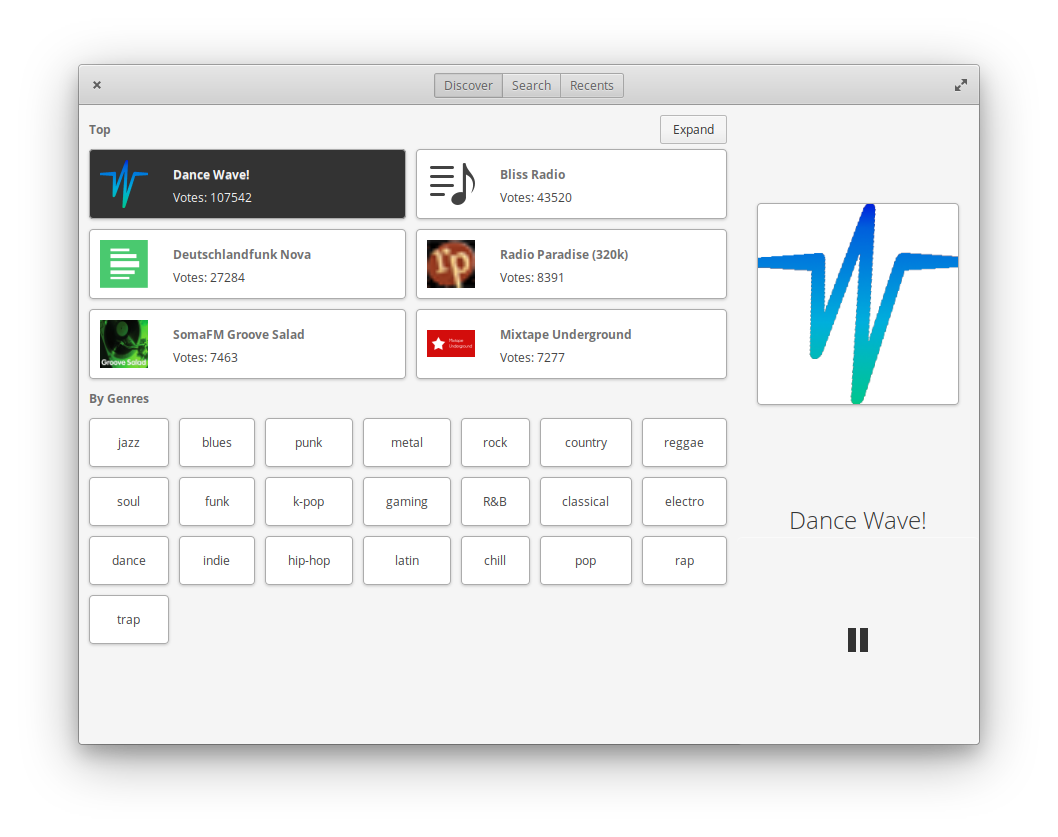 Discover Search Recents
Top
Expand
Dance Wave!
Votes: 107542
Bliss Radio
Votes: 43520
Deutschlandfunk Nova
Votes: 27284
rp
Radio Paradise (320k)
Votes: 8391
Groove Salad
SomaFM Groove Salad
Votes: 7463
Mixtape
Underground
Mixtape Underground
Votes: 7277
By Genres
jazz blues punk metal rock country reggae
soul funk k-pop gaming R&B classical electro
dance indie hip-hop latin chill pop rap
trap
Dance Wave!